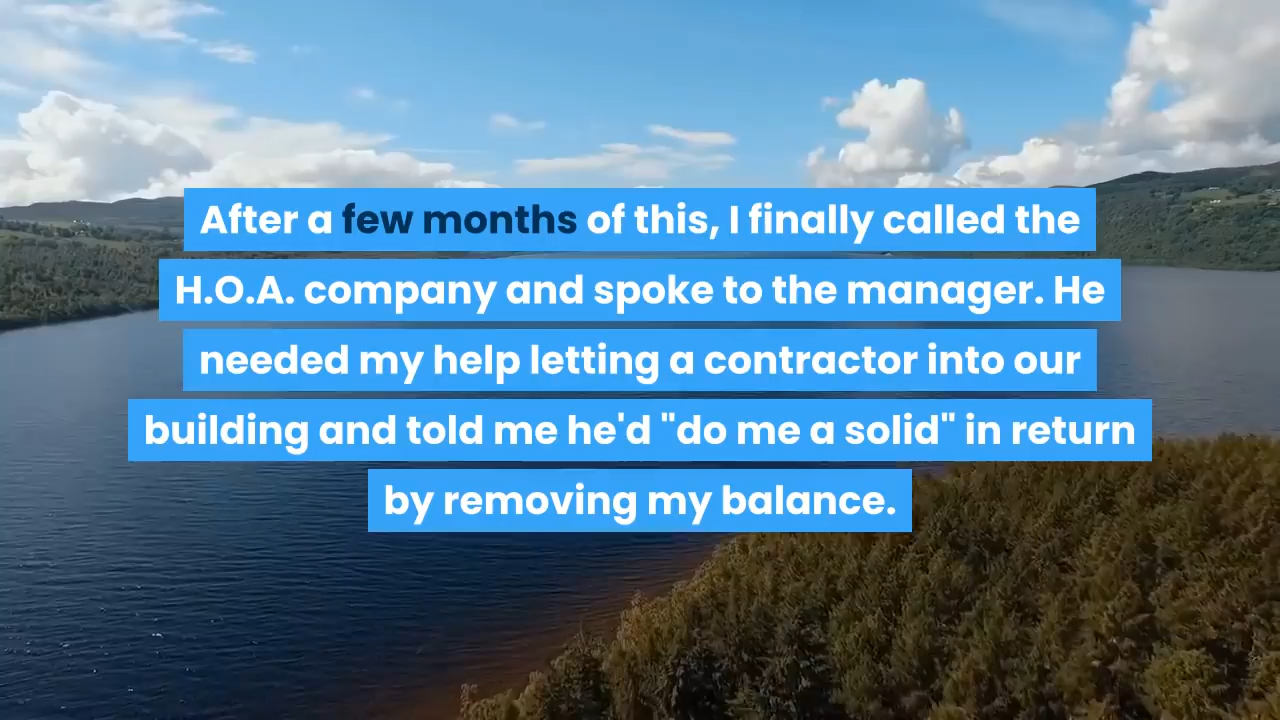 After a few months of this, I finally called the
H.O.A. company and spoke to the manager. He
needed my help letting a contractor into our
building and told me he'd "do me a solid" in return
by removing my balance.